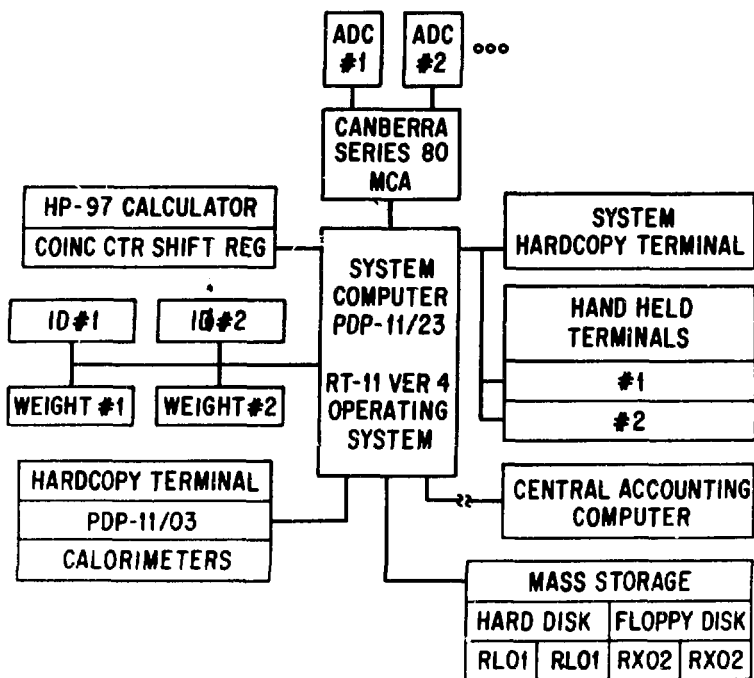 ADC
#1
ADC
#2
CANBERRA
SERIES 80
MCA
HP-97 CALCULATOR
COINC CTR SHIFT REG
SYSTEM
COMPUTER
PDP-11/23
RT-11 VER 4
OPERATING
SYSTEM
SYSTEM
HARDCOPY TERMINAL
HAND HELD
TERMINALS
#1
#2
ID#1
ID#2
WEIGHT #1
WEIGHT #2
HARDCOPY TERMINAL
PDP-11/03
CALORIMETERS
CENTRAL ACCOUNTING
COMPUTER
MASS STORAGE
HARD DISK
FLOPPY DISK
RL01
RL01
RX02
RX02